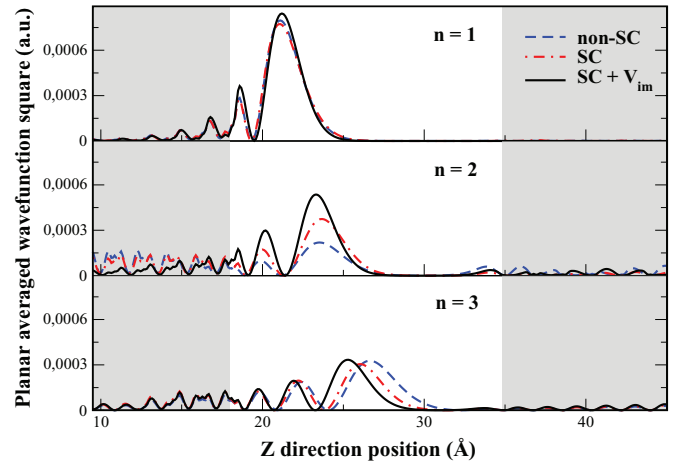 Planar averaged wavefunction square (a.u.)
0,0006
0,0003
0
n = 1
non-SC
SC
SC + V_im
0,0006
0,0003
0
n = 2
0,0006
0,0003
0
n = 3
10 20 30 40
Z direction position (Å)